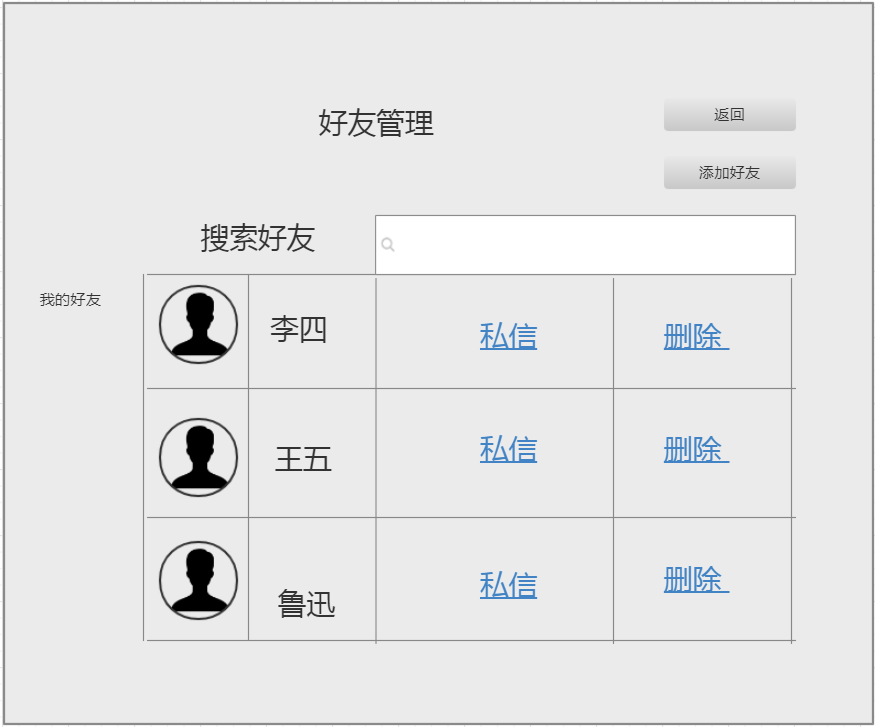 好友管理
返回
添加好友
搜索好友
我的好友
李四 私信 删除
王五 私信 删除
鲁迅 私信 删除